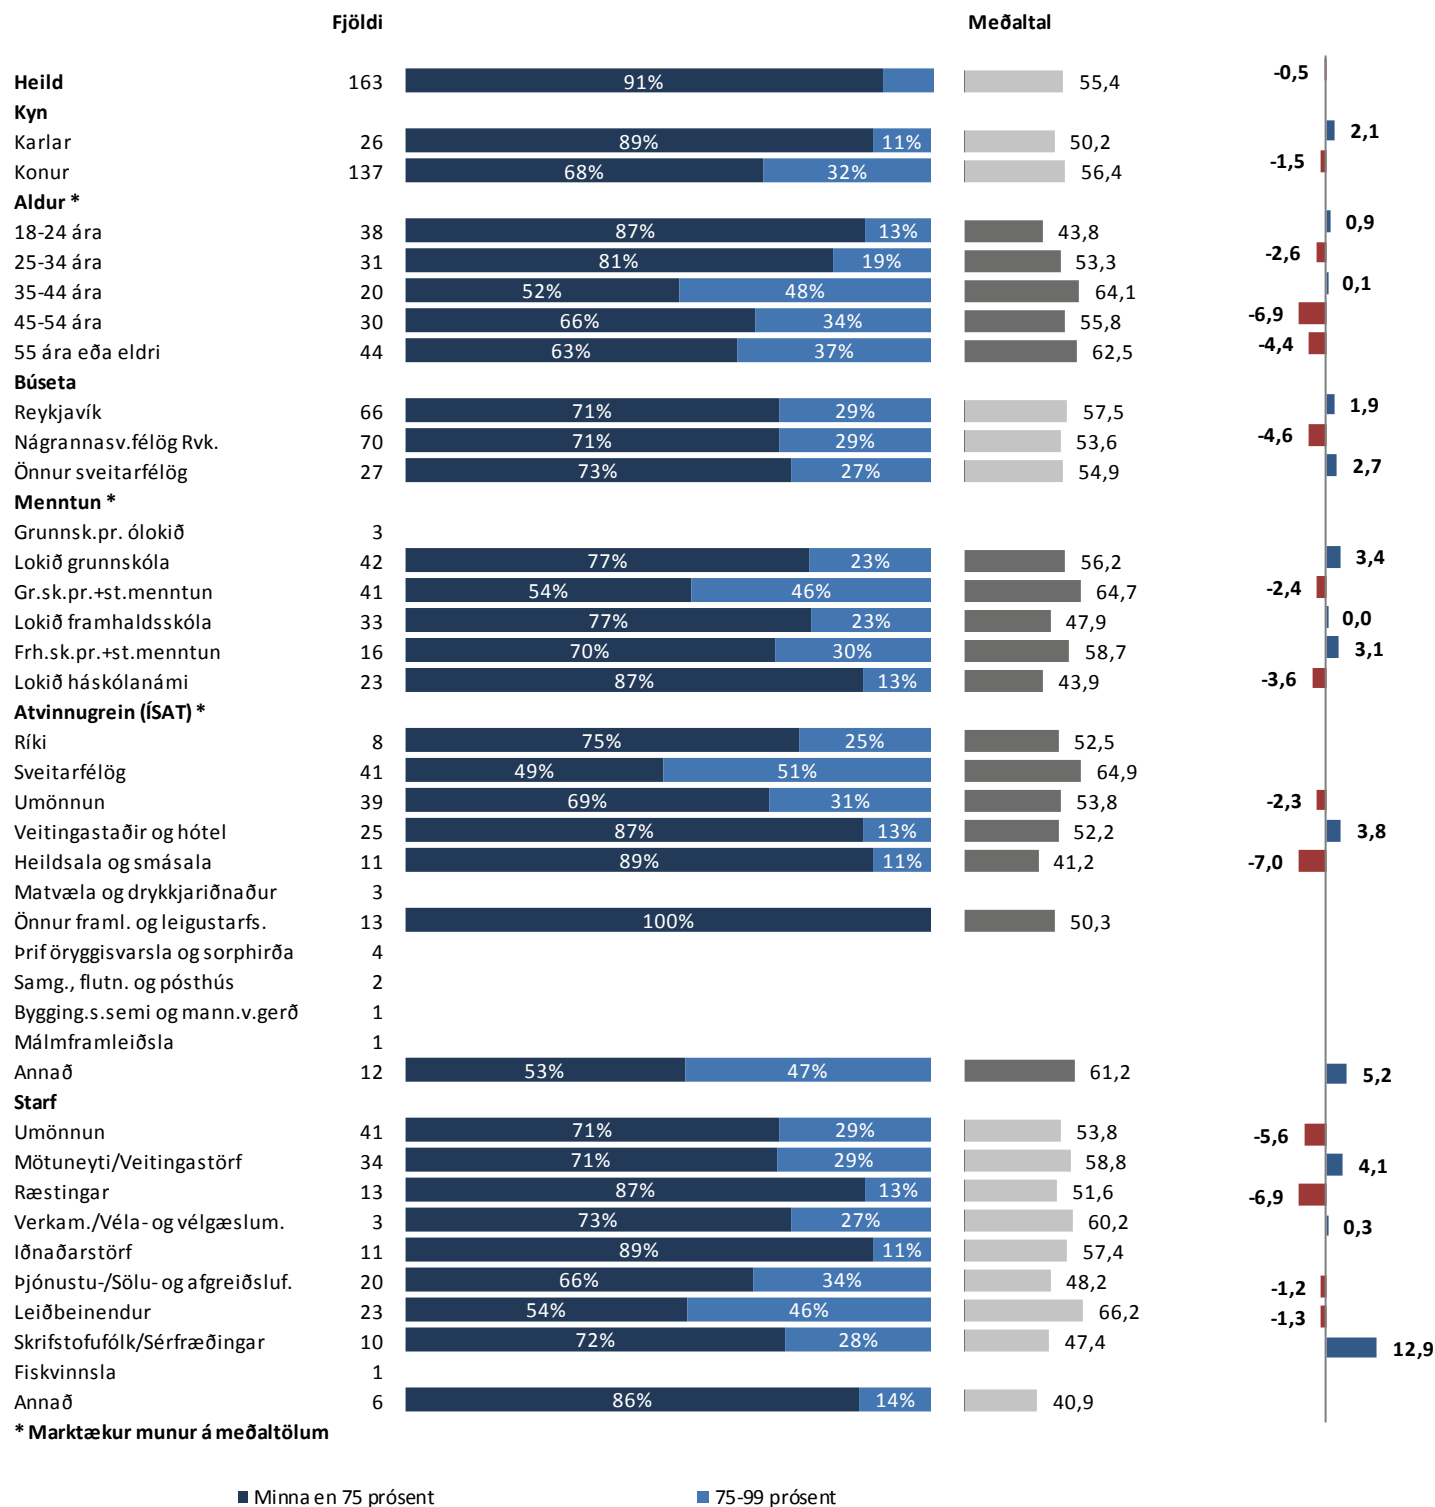 Fjöldi Meðaltal
Heild 163 91% 55,4 -0,5
Kyn
Karlar 26 89% 11% 50,2 2,1
Konur 137 68% 32% 56,4 -1,5
Aldur *
18-24 ára 38 87% 13% 43,8 0,9
25-34 ára 31 81% 19% 53,3 -2,6
35-44 ára 20 52% 48% 64,1 0,1
45-54 ára 30 66% 34% 55,8 -6,9
55 ára eða eldri 44 63% 37% 62,5 -4,4
Búseta
Reykjavík 66 71% 29% 57,5 1,9
Nágrannasv.félög Rvk. 70 71% 29% 53,6 -4,6
Önnur sveitarfélög 27 73% 27% 54,9 2,7
Menntun *
Grunnsk.pr. ólokið 3
Lokið grunnskóla 42 77% 23% 56,2 3,4
Gr.sk.pr.+st.menntun 41 54% 46% 64,7 -2,4
Lokið framhaldsskóla 33 77% 23% 47,9 0,0
Frh.sk.pr.+st.menntun 16 70% 30% 58,7 3,1
Lokið háskólanámi 23 87% 13% 43,9 -3,6
Atvinnugrein (ÍSAT) *
Ríki 8 75% 25% 52,5
Sveitarfélög 41 49% 51% 64,9
Umönnun 39 69% 31% 53,8 -2,3
Veitingastaðir og hótel 25 87% 13% 52,2 3,8
Heildsala og smásala 11 89% 11% 41,2 -7,0
Matvæla og drykkjariðnaður 3
Önnur framl. og leigustarfs. 13 100% 50,3
Þrif öryggisvarsla og sorphirða 4
Samg., flutn. og pósthús 2
Bygging.s.semi og mann.v.gerð 1
Málmframleiðsla 1
Annað 12 53% 47% 61,2 5,2
Starf
Umönnun 41 71% 29% 53,8 -5,6
Mötuneyti/Veitingastörf 34 71% 29% 58,8 4,1
Ræstingar 13 87% 13% 51,6 -6,9
Verkam./Véla- og vélgæslum. 3 73% 27% 60,2 0,3
Iðnaðarstörf 11 89% 11% 57,4
Þjónustu-/Sölu- og afgreiðsluf. 20 66% 34% 48,2 -1,2
Leiðbeinendur 23 54% 46% 66,2 -1,3
Skrifstofufólk/Sérfræðingar 10 72% 28% 47,4 12,9
Fiskvinnsla 1
Annað 6 86% 14% 40,9
* Marktækur munur á meðaltölum
Minna en 75 prósent 75-99 prósent